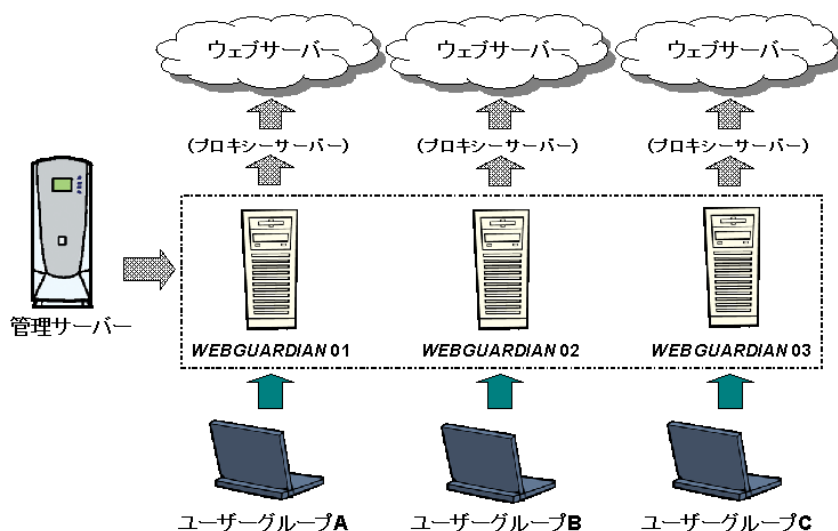 ウェブサーバー
ウェブサーバー
ウェブサーバー
(プロキシーサーバー)
(プロキシーサーバー)
(プロキシーサーバー)
管理サーバー
WEBGUARDIAN 01
WEBGUARDIAN 02
WEBGUARDIAN 03
ユーザーグループA
ユーザーグループB
ユーザーグループC